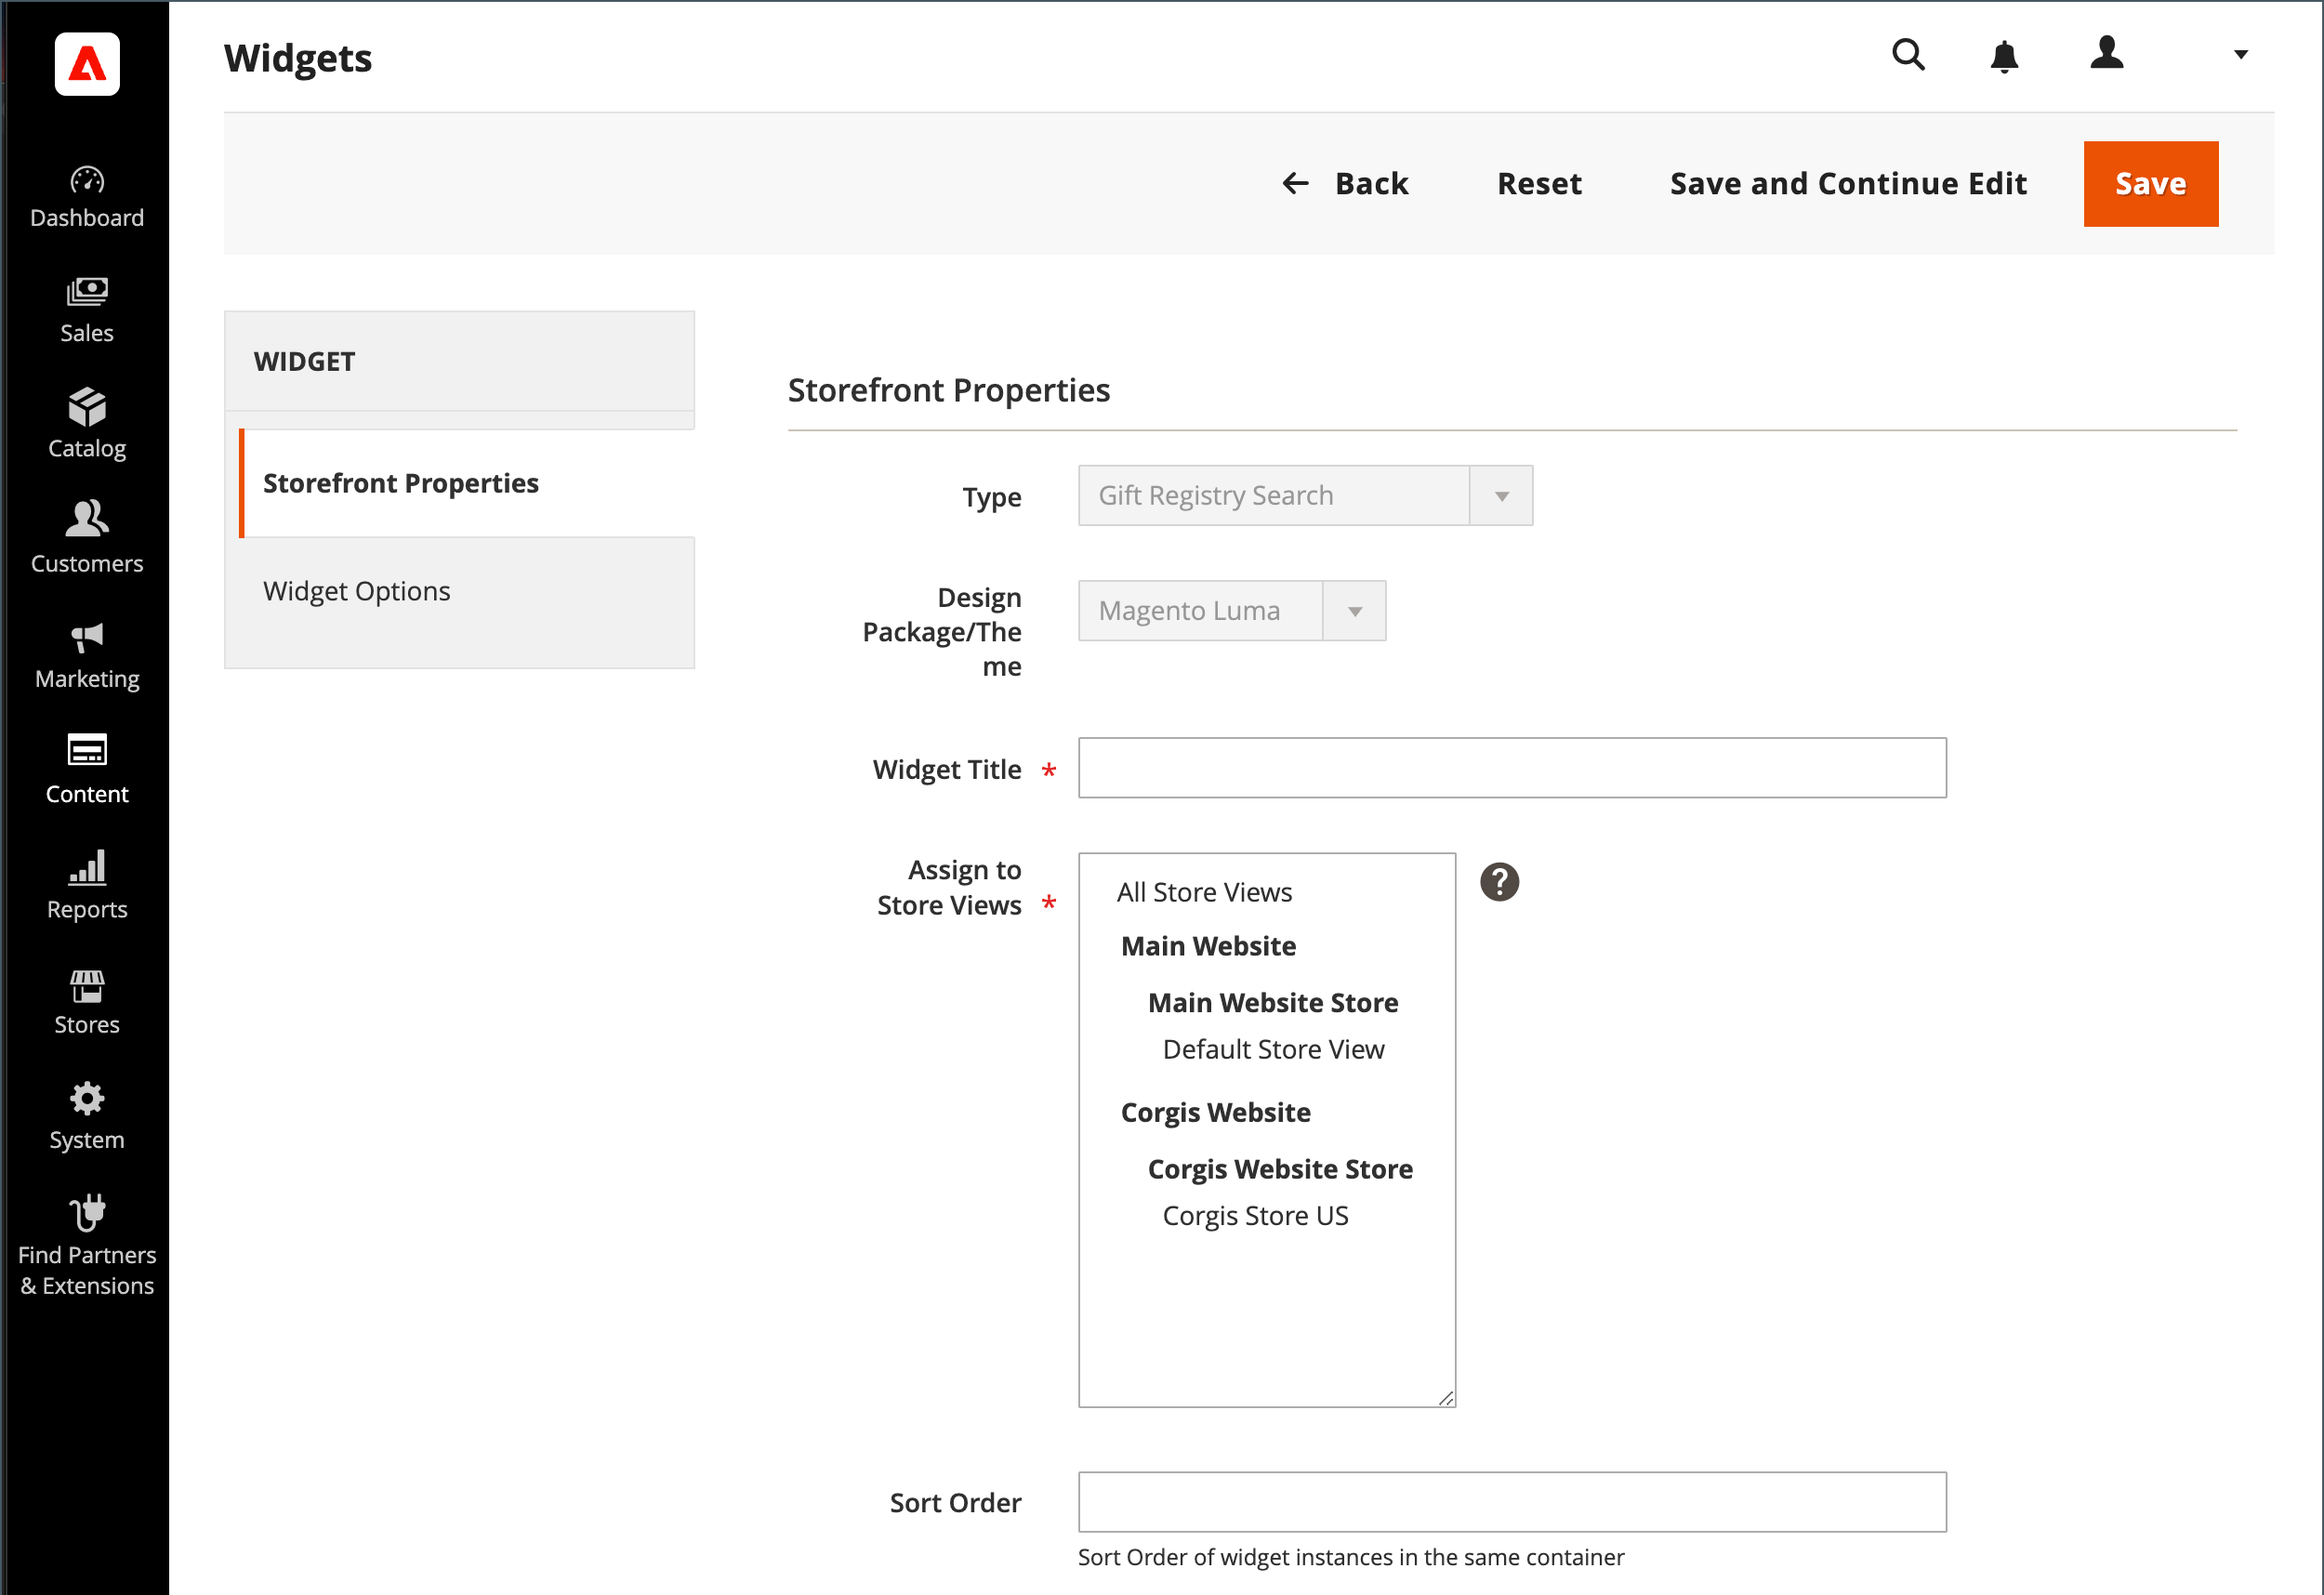 Widgets
Back
Reset
Save and Continue Edit
Save
Dashboard
Sales
Catalog
Customers
Marketing
Content
Reports
Stores
System
Find Partners
& Extensions
WIDGET
Storefront Properties
Widget Options
Storefront Properties
Type
Gift Registry Search
Design
Package/The
me
Magento Luma
Widget Title *
Assign to
Store Views *
?
All Store Views
Main Website
Main Website Store
Default Store View
Corgis Website
Corgis Website Store
Corgis Store US
Sort Order
Sort Order of widget instances in the same container